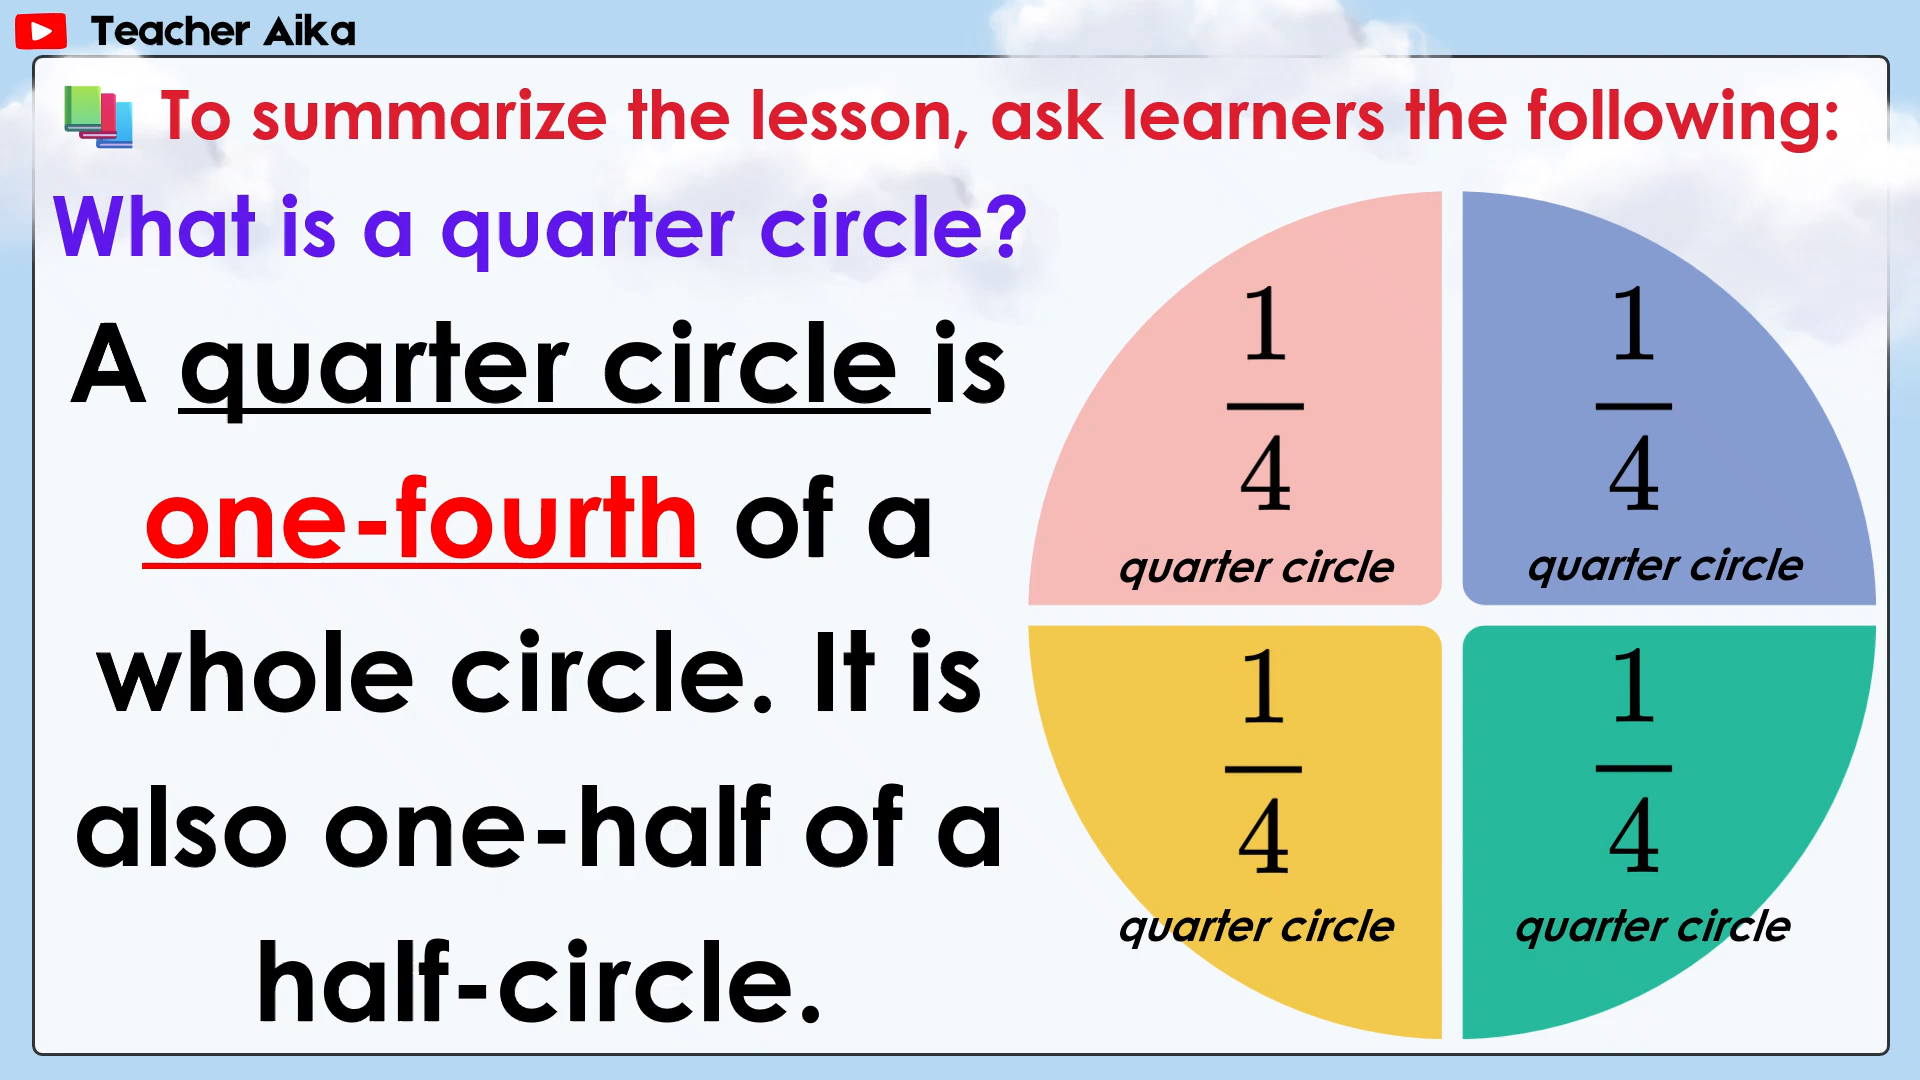 Teacher Aika
To summarize the lesson, ask learners the following:
What is a quarter circle?
A quarter circle is
one-fourth of a
whole circle. It is
also one-half of a
half-circle.
1
4
quarter circle
1
4
quarter circle
1
4
quarter circle
1
4
quarter circle